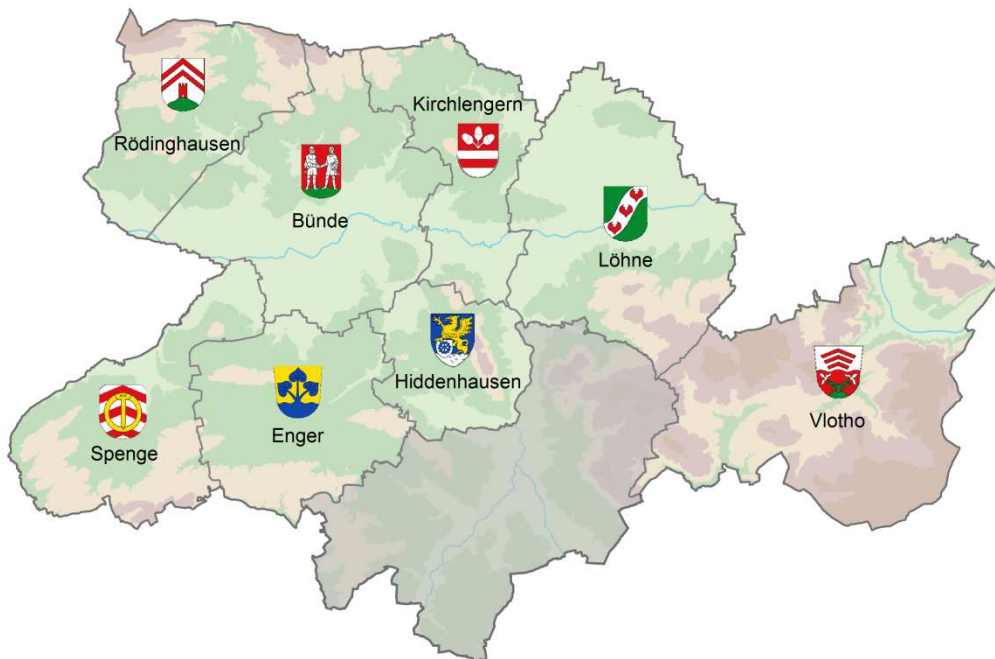 Kirchlengern
Rödinghausen
Bünde
Löhne
Hiddenhausen
Vlotho
Enger
Spenge